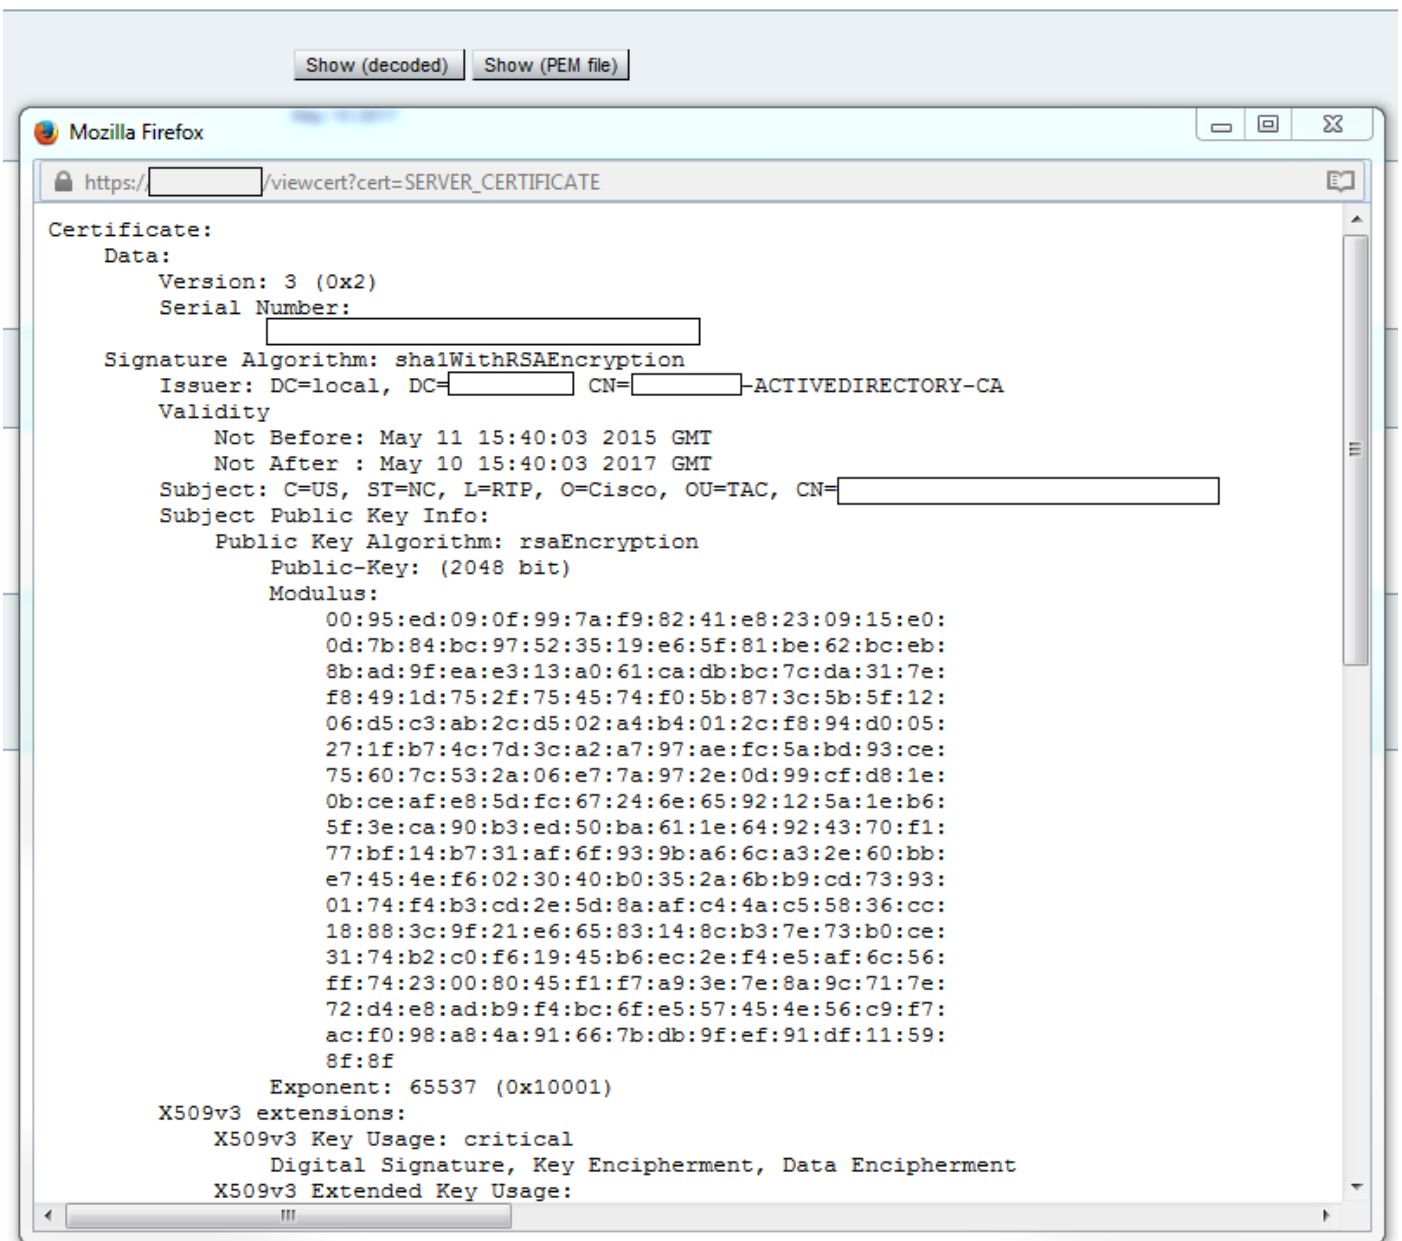 Show (decoded) Show (PEM file)
Mozilla Firefox
https:/ /viewcert?cert=SERVER_CERTIFICATE
Certificate:
Data:
Version: 3 (0x2)
Serial Number:
Signature Algorithm: sha1WithRSAEncryption
Issuer: DC=local, DC= CN= -ACTIVEDIRECTORY-CA
Validity
Not Before: May 11 15:40:03 2015 GMT
Not After : May 10 15:40:03 2017 GMT
Subject: C=US, ST=NC, L=RTP, O=Cisco, OU=TAC, CN=
Subject Public Key Info:
Public Key Algorithm: rsaEncryption
Public-Key: (2048 bit)
Modulus:
00:95:ed:09:0f:99:7a:f9:82:41:e8:23:09:15:e0:
0d:7b:84:bc:97:52:35:19:e6:5f:81:be:62:bc:eb:
8b:ad:9f:ea:e3:13:a0:61:ca:db:bc:7c:da:31:7e:
f8:49:1d:75:2f:75:45:74:f0:5b:87:3c:5b:5f:12:
06:d5:c3:ab:2c:d5:02:a4:b4:01:2c:f8:94:d0:05:
27:1f:b7:4c:7d:3c:a2:a7:97:ae:fc:5a:bd:93:ce:
75:60:7c:53:2a:06:e7:7a:97:2e:0d:99:cf:d8:1e:
0b:ce:af:e8:5d:fc:67:24:6e:65:92:12:5a:1e:b6:
5f:3e:ca:90:b3:ed:50:ba:61:1e:64:92:43:70:f1:
77:bf:14:b7:31:af:6f:93:9b:a6:6c:a3:2e:60:bb:
e7:45:4e:f6:02:30:40:b0:35:2a:6b:b9:cd:73:93:
01:74:f4:b3:cd:2e:5d:8a:af:c4:4a:c5:58:36:cc:
18:88:3c:9f:21:e6:65:83:14:8c:b3:7e:73:b0:ce:
31:74:b2:c0:f6:19:45:b6:ec:2e:f4:e5:af:6c:56:
ff:74:23:00:80:45:f1:f7:a9:3e:7e:8a:9c:71:7e:
72:d4:e8:ad:b9:f4:bc:6f:e5:57:45:4e:56:c9:f7:
ac:f0:98:a8:4a:91:66:7b:db:9f:ef:91:df:11:59:
8f:8f
Exponent: 65537 (0x10001)
X509v3 extensions:
X509v3 Key Usage: critical
Digital Signature, Key Encipherment, Data Encipherment
X509v3 Extended Key Usage: